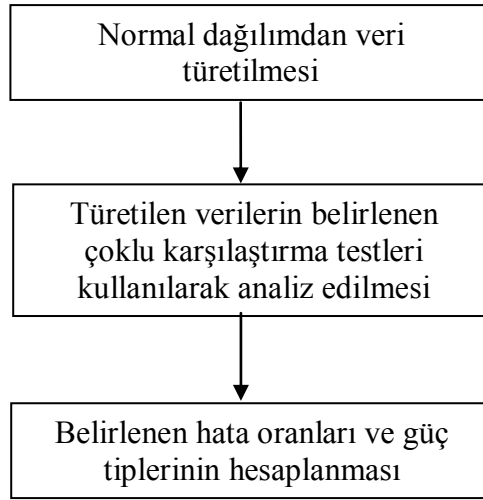 Normal dağılımdan veri
türetilmesi
Türetilen verilerin belirlenen
çoklu karşılaştırma testleri
kullanılarak analiz edilmesi
Belirlenen hata oranları ve güç
tiplerinin hesaplanması